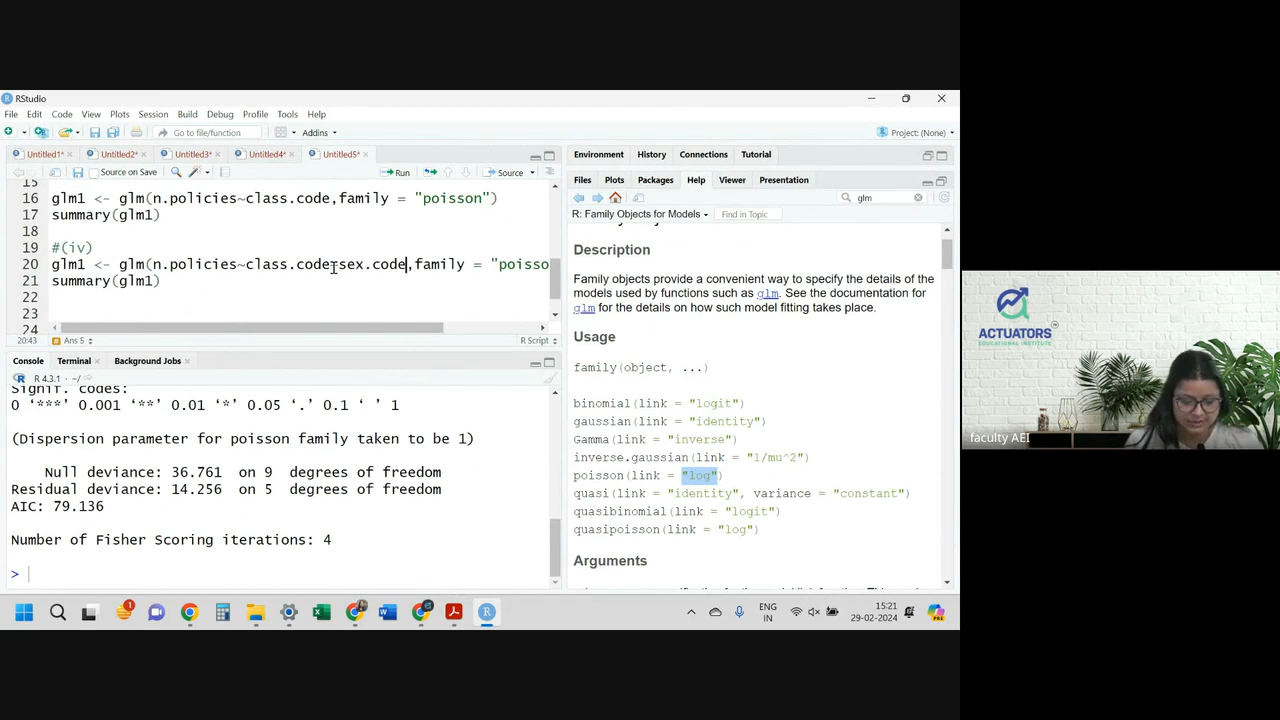 RStudio
File Edit Code View Plots Session Build Debug Profile Tools Help
Go to file/function Addins Project: (None)
Untitled1* Untitled2* Untitled3* Untitled4* Untitled5*
Source on Save Run Source
15
16 glm1 <- glm(n.policies~class.code,family = "poisson")
17 summary(glm1)
18
19 #(iv)
20 glm1 <- glm(n.policies~class.code+sex.code,family = "poisso
21 summary(glm1)
22
23
24
20:43 Ans 5 R Script
Console Terminal Background Jobs
R 4.3.1 · ~/
Signif. codes:
0 ‘***’ 0.001 ‘**’ 0.01 ‘*’ 0.05 ‘.’ 0.1 ‘ ’ 1
(Dispersion parameter for poisson family taken to be 1)
Null deviance: 36.761 on 9 degrees of freedom
Residual deviance: 14.256 on 5 degrees of freedom
AIC: 79.136
Number of Fisher Scoring iterations: 4
>
Environment History Connections Tutorial
Files Plots Packages Help Viewer Presentation
glm
R: Family Objects for Models Find in Topic
Description
Family objects provide a convenient way to specify the details of the
models used by functions such as glm. See the documentation for
glm for the details on how such model fitting takes place.
Usage
family(object, ...)
binomial(link = "logit")
gaussian(link = "identity")
Gamma(link = "inverse")
inverse.gaussian(link = "1/mu^2")
poisson(link = "log")
quasi(link = "identity", variance = "constant")
quasibinomial(link = "logit")
quasipoisson(link = "log")
Arguments
ENG
IN
15:21
29-02-2024
ACTUATORS
EDUCATIONAL INSTITUTE
faculty AEI